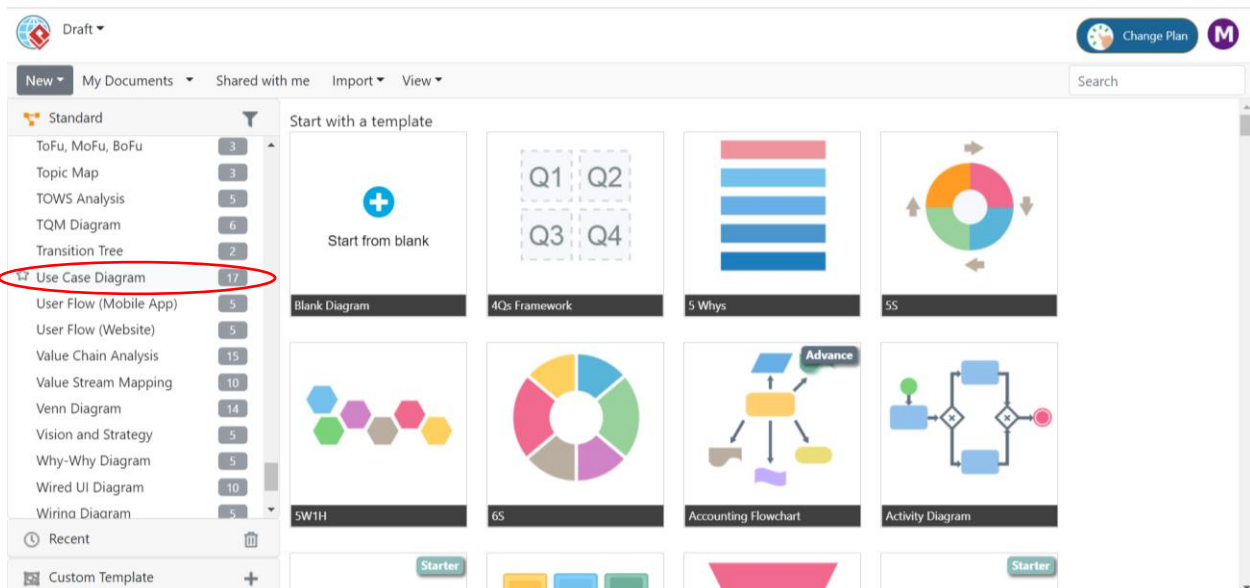 Draft
Change Plan
M
New
My Documents
Shared with me
Import
View
Search
Standard
ToFu, MoFu, BoFu 3
Topic Map 3
TOWS Analysis 5
TQM Diagram 6
Transition Tree 2
Use Case Diagram 17
User Flow (Mobile App) 5
User Flow (Website) 5
Value Chain Analysis 15
Value Stream Mapping 10
Venn Diagram 14
Vision and Strategy 5
Why-Why Diagram 5
Wired UI Diagram 10
Wiring Diagram 5
Recent
Custom Template
Start with a template
Start from blank
Blank Diagram
Q1 Q2
Q3 Q4
4Qs Framework
5 Whys
5S
5W1H
6S
Advance
Accounting Flowchart
Activity Diagram
Starter
Starter